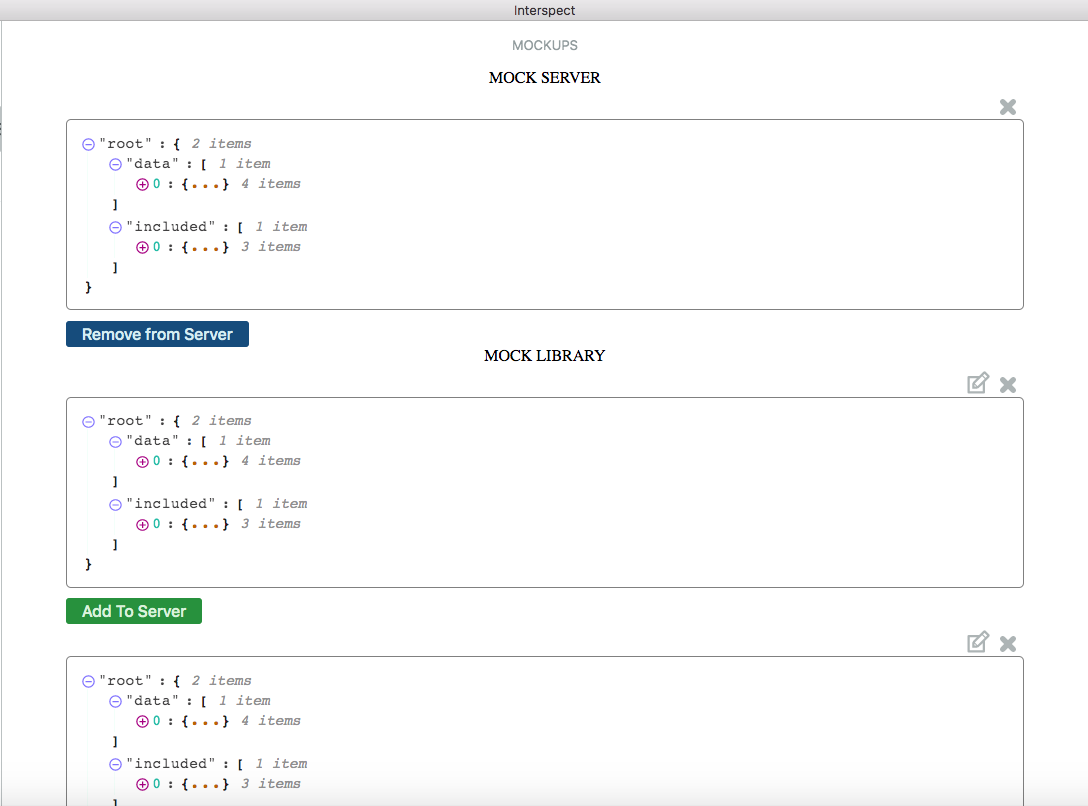 Interspect
MOCKUPS
MOCK SERVER
"root" : { 2 items
"data" : [ 1 item
0 : {...} 4 items
]
"included" : [ 1 item
0 : {...} 3 items
]
}
Remove from Server
MOCK LIBRARY
"root" : { 2 items
"data" : [ 1 item
0 : {...} 4 items
]
"included" : [ 1 item
0 : {...} 3 items
]
}
Add To Server
"root" : { 2 items
"data" : [ 1 item
0 : {...} 4 items
]
"included" : [ 1 item
0 : {...} 3 items
]